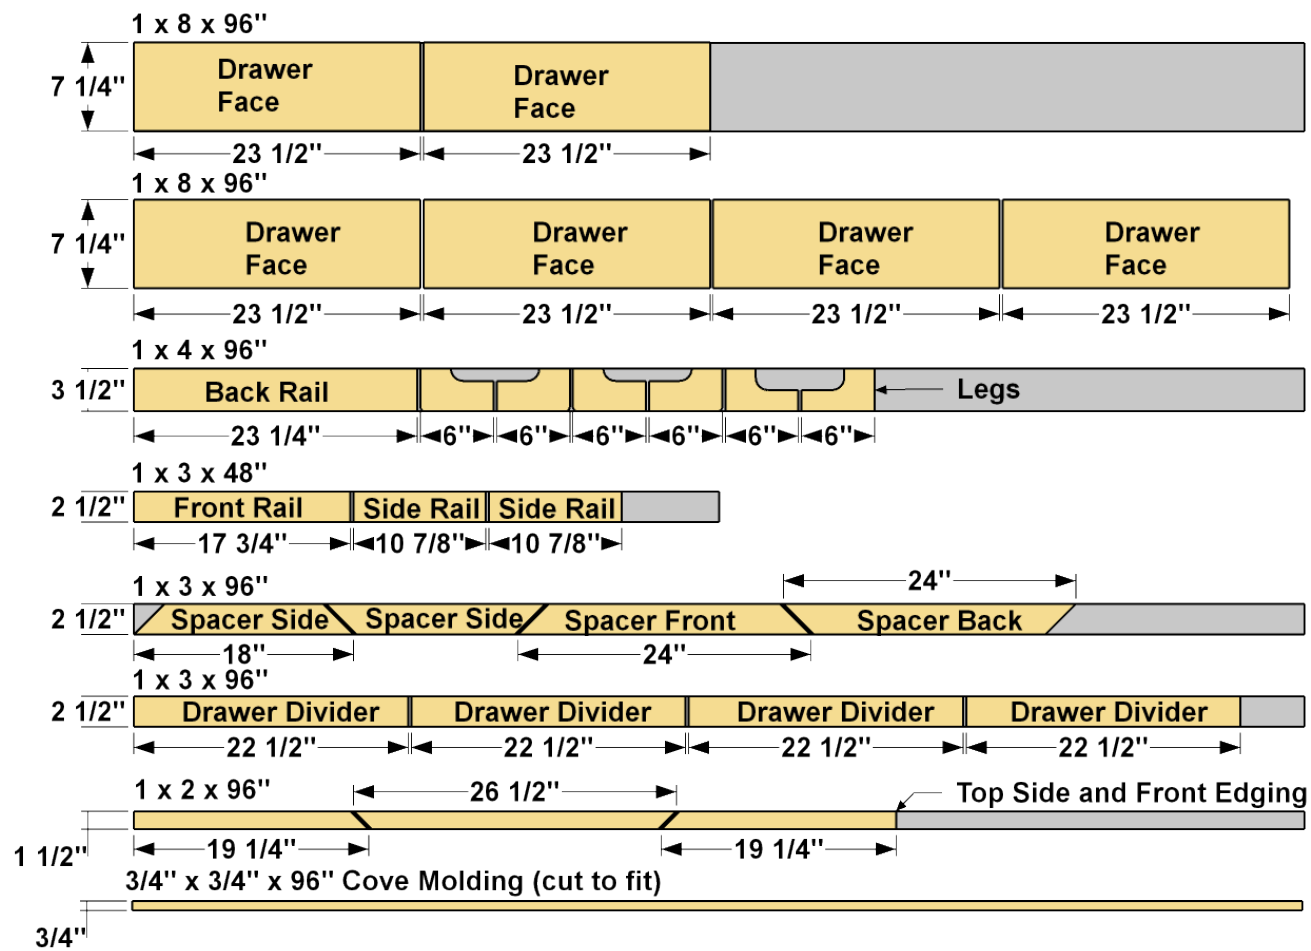 1 x 8 x 96"
7 1/4"
Drawer
Face
Drawer
Face
23 1/2"
23 1/2"
1 x 8 x 96"
7 1/4"
Drawer
Face
Drawer
Face
Drawer
Face
Drawer
Face
23 1/2"
23 1/2"
23 1/2"
23 1/2"
1 x 4 x 96"
3 1/2"
Back Rail
Legs
23 1/4"
6"
6"
6"
6"
6"
6"
1 x 3 x 48"
2 1/2"
Front Rail
Side Rail
Side Rail
17 3/4"
10 7/8"
10 7/8"
1 x 3 x 96"
24"
2 1/2"
Spacer Side
Spacer Side
Spacer Front
Spacer Back
18"
24"
1 x 3 x 96"
2 1/2"
Drawer Divider
Drawer Divider
Drawer Divider
Drawer Divider
22 1/2"
22 1/2"
22 1/2"
22 1/2"
1 x 2 x 96"
26 1/2"
Top Side and Front Edging
1 1/2"
19 1/4"
19 1/4"
3/4" x 3/4" x 96" Cove Molding (cut to fit)
3/4"